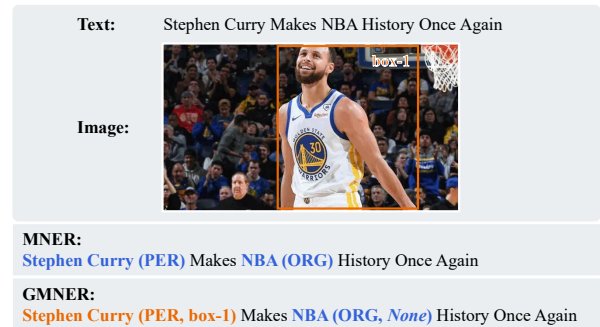 Text: Stephen Curry Makes NBA History Once Again
box-1
Image:
GOLDEN STATE
30
WARRIORS
MNER:
Stephen Curry (PER) Makes NBA (ORG) History Once Again
GMNER:
Stephen Curry (PER, box-1) Makes NBA (ORG, None) History Once Again